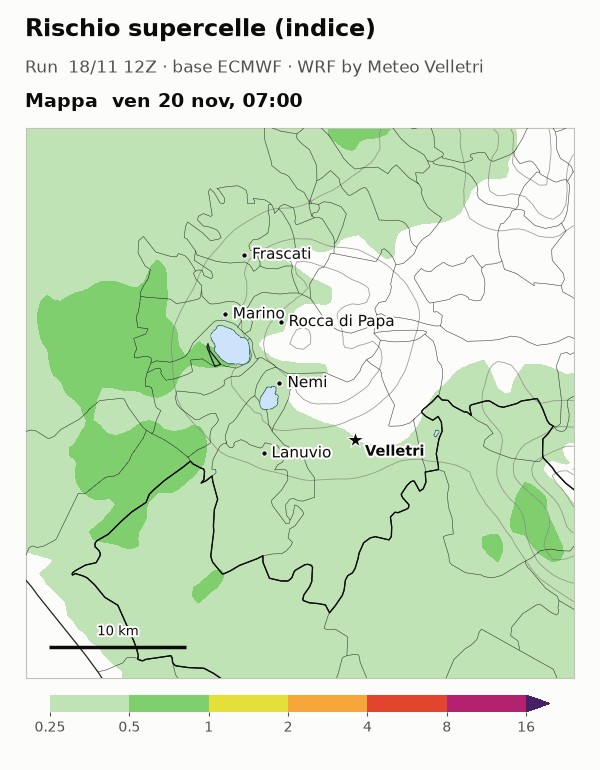 Rischio supercelle (indice)
Run  18/11 12Z · base ECMWF · WRF by Meteo Velletri
Mappa  ven 20 nov, 07:00
Frascati
Marino
Rocca di Papa
Nemi
Velletri
Lanuvio
10 km
0.25 0.5 1 2 4 8 16